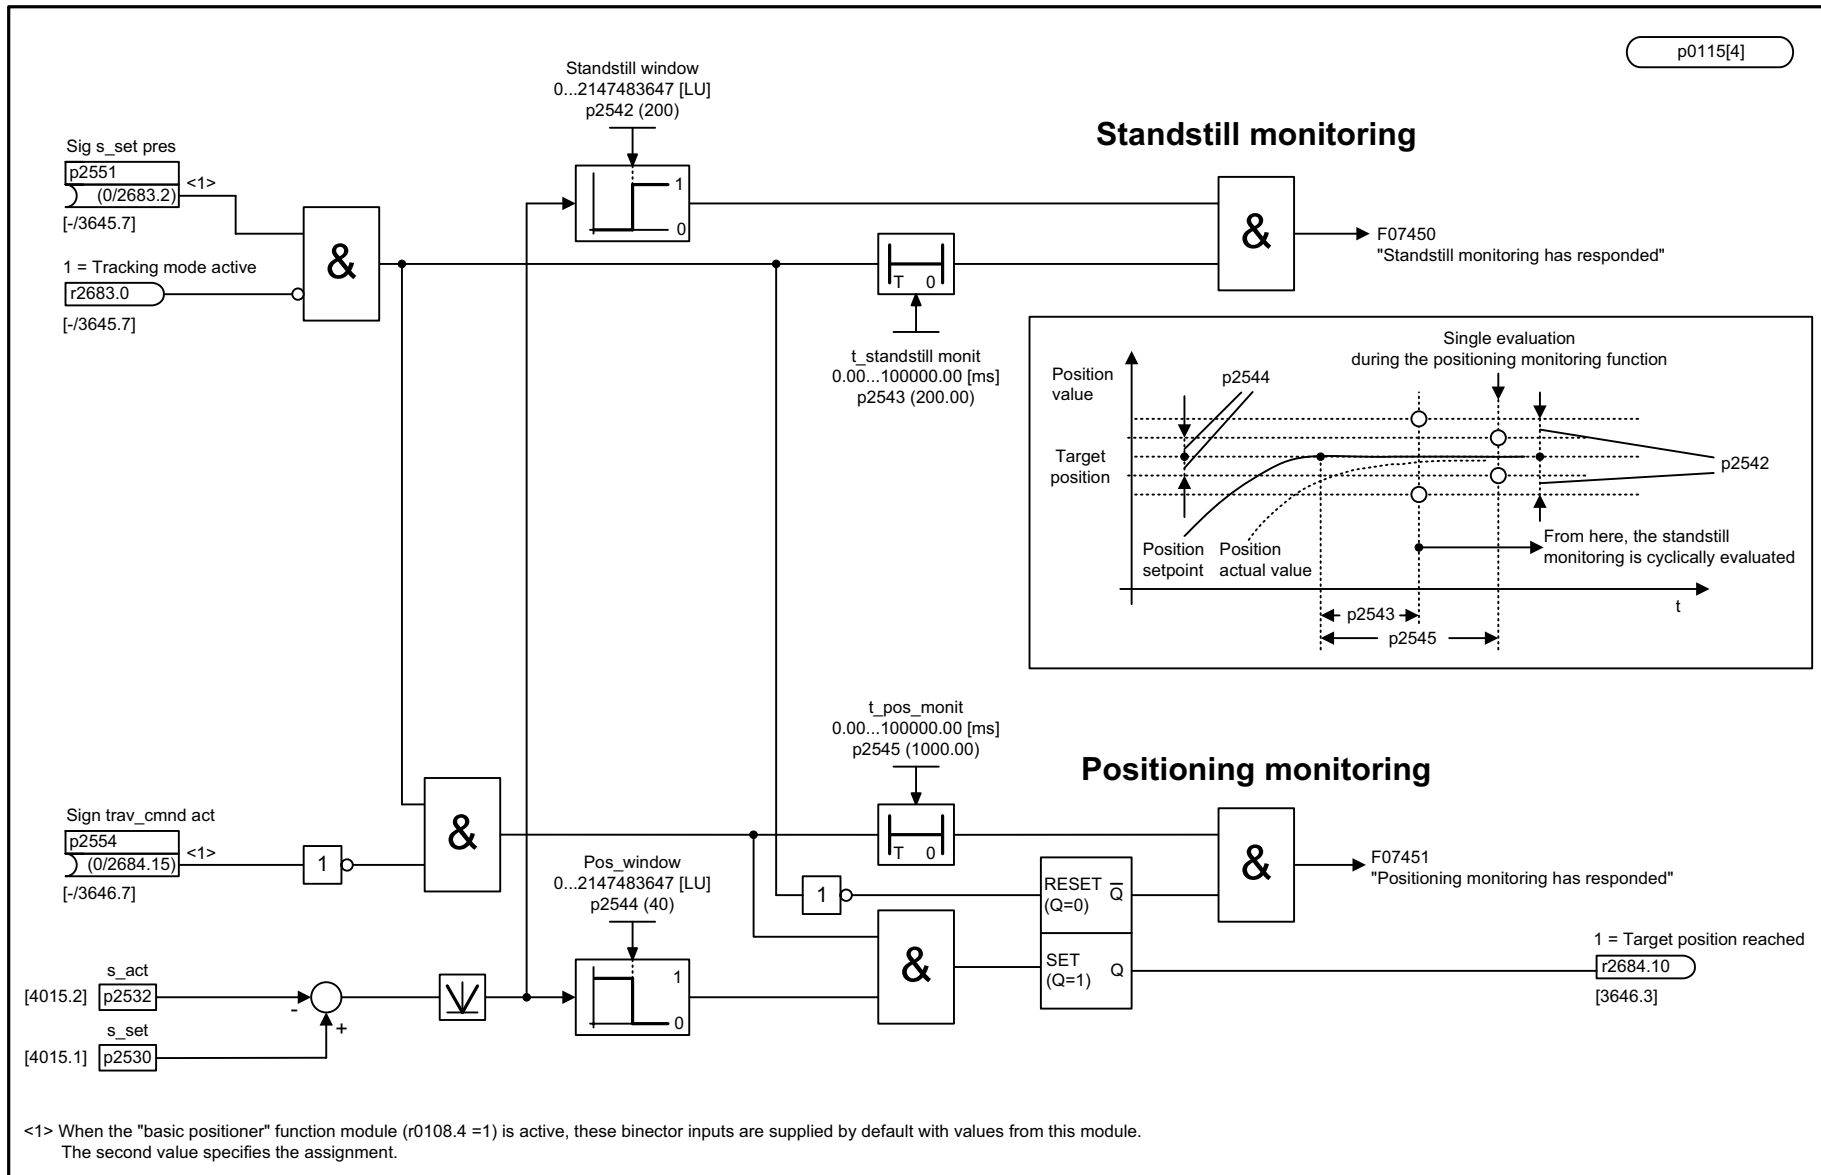 p0115[4]
Standstill window
0...2147483647 [LU]
p2542 (200)
Standstill monitoring
Sig s_set pres
p2551
(0/2683.2)
<1>
[-/3645.7]
1
0
&
&
F07450
"Standstill monitoring has responded"
1 = Tracking mode active
r2683.0
[-/3645.7]
T 0
t_standstill monit
0.00...100000.00 [ms]
p2543 (200.00)
Single evaluation
during the positioning monitoring function
Position
value
p2544
Target
position
p2542
Position
setpoint
Position
actual value
From here, the standstill
monitoring is cyclically evaluated
t
p2543
p2545
t_pos_monit
0.00...100000.00 [ms]
p2545 (1000.00)
Positioning monitoring
Sign trav_cmnd act
p2554
(0/2684.15)
<1>
[-/3646.7]
1
&
T 0
&
F07451
"Positioning monitoring has responded"
Pos_window
0...2147483647 [LU]
p2544 (40)
1
RESET Q
(Q=0)
SET Q
(Q=1)
&
1 = Target position reached
r2684.10
[3646.3]
1
0
s_act
[4015.2] p2532
-
+
s_set
[4015.1] p2530
<1> When the "basic positioner" function module (r0108.4 =1) is active, these binector inputs are supplied by default with values from this module.
The second value specifies the assignment.